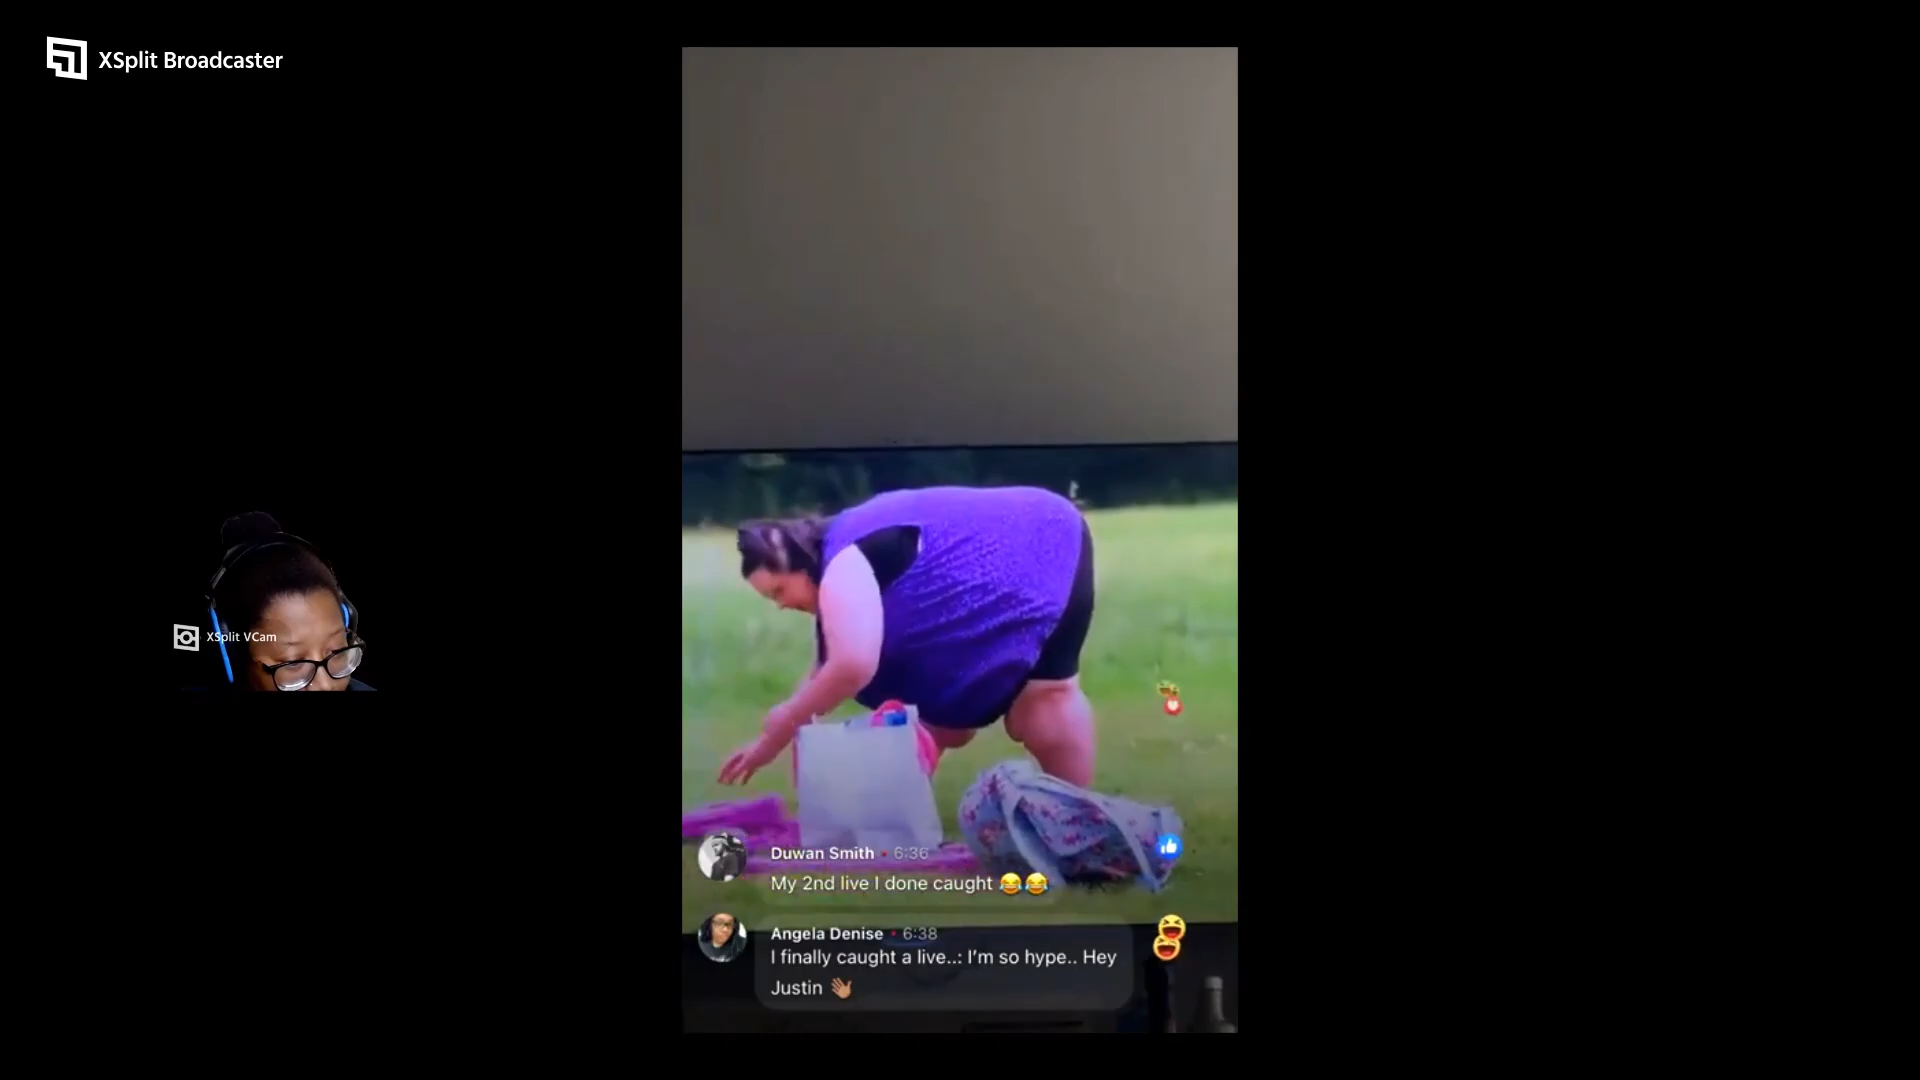 XSplit Broadcaster
XSplit VCam
Duwan Smith • 6:36
My 2nd live I done caught 😂😂
Angela Denise • 6:38
I finally caught a live..: I'm so hype.. Hey
Justin 👋🏽